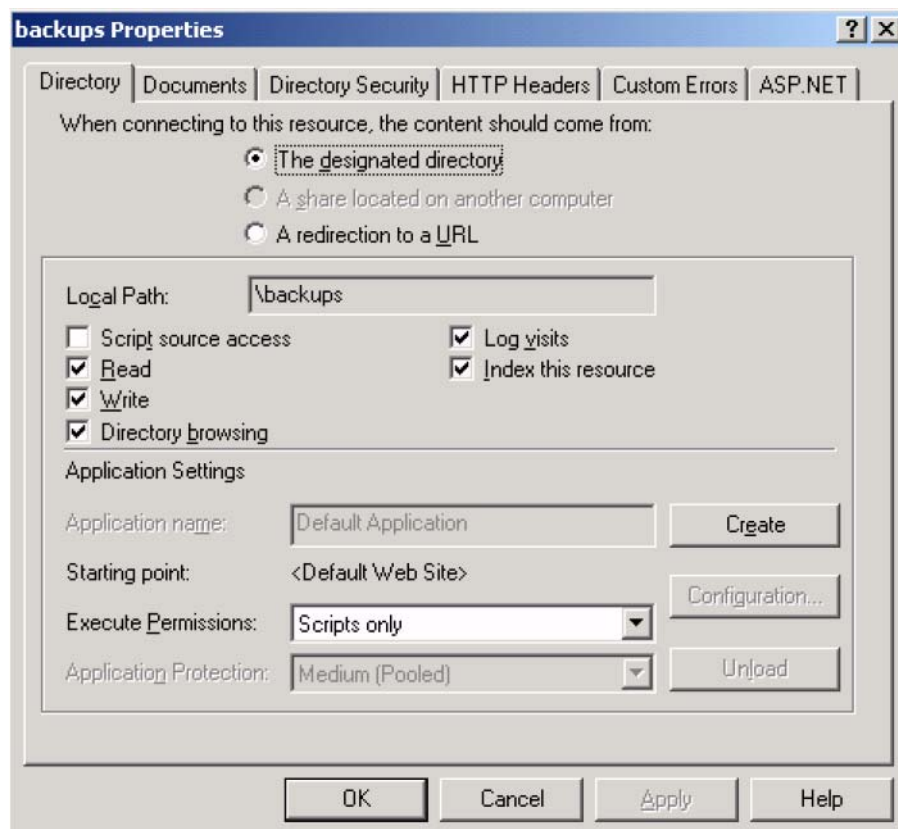 backups Properties
Directory Documents Directory Security HTTP Headers Custom Errors ASP.NET
When connecting to this resource, the content should come from:
The designated directory
A share located on another computer
A redirection to a URL
Local Path: \backups
Script source access Log visits
Read Index this resource
Write
Directory browsing
Application Settings
Application name: Default Application Create
Starting point: <Default Web Site>
Configuration...
Execute Permissions: Scripts only
Application Protection: Medium (Pooled) Unload
OK Cancel Apply Help